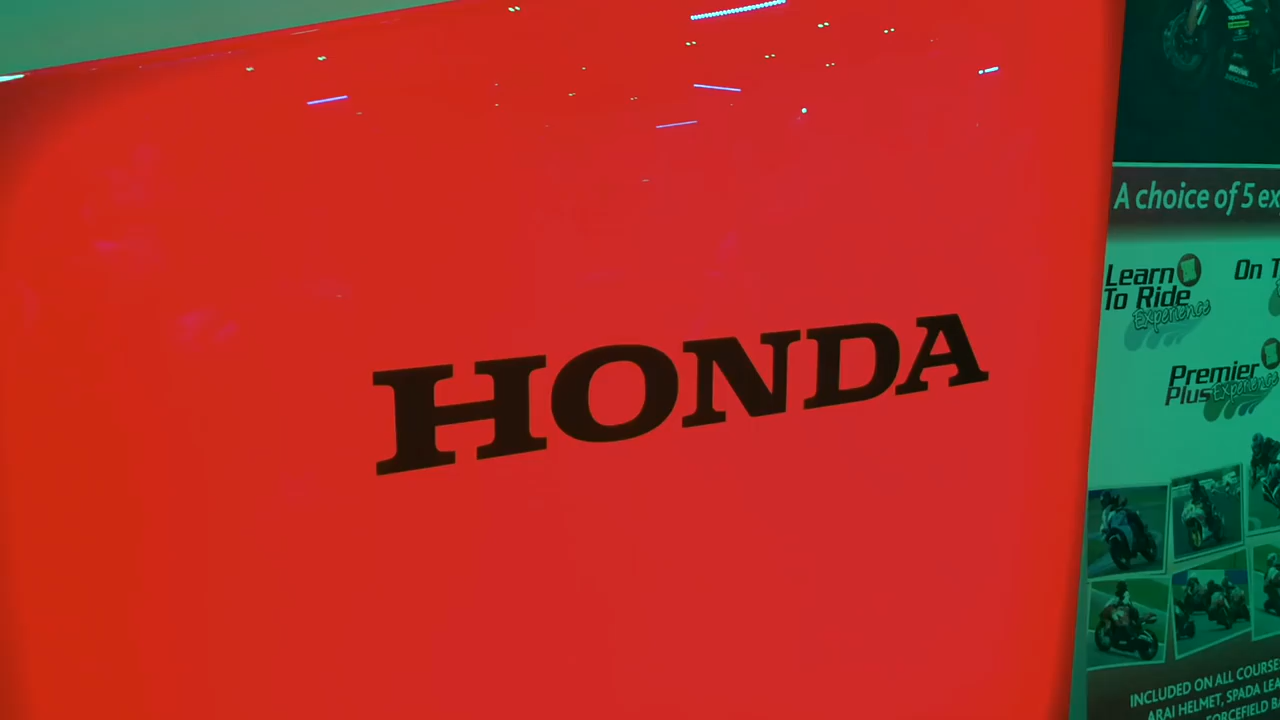 HONDA
A choice of 5 ex
Learn
To Ride
Experience
On T
Premier
Plus Experience
INCLUDED ON ALL COURSE
ARAI HELMET, SPADA LEA
FORCEFIELD B